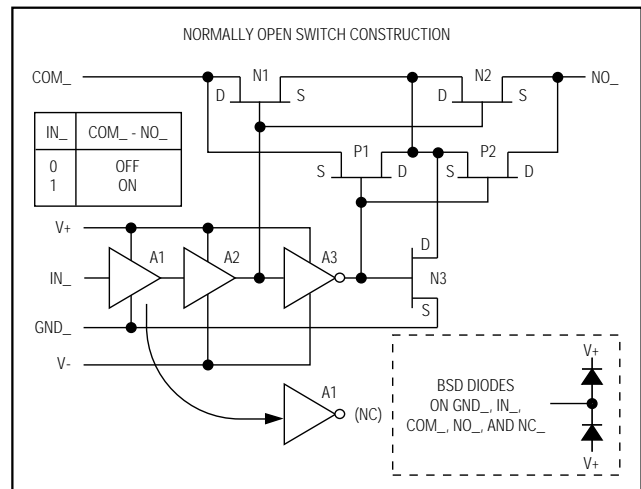 NORMALLY OPEN SWITCH CONSTRUCTION
COM_
N1
N2
NO_
D
S
D
S
IN_
COM_ - NO_
0
OFF
1
ON
P1
P2
S
D
S
D
V+
A1
A2
A3
D
IN_
N3
S
GND_
V-
A1
(NC)
V+
BSD DIODES
ON GND_, IN_,
COM_, NO_, AND NC_
V+